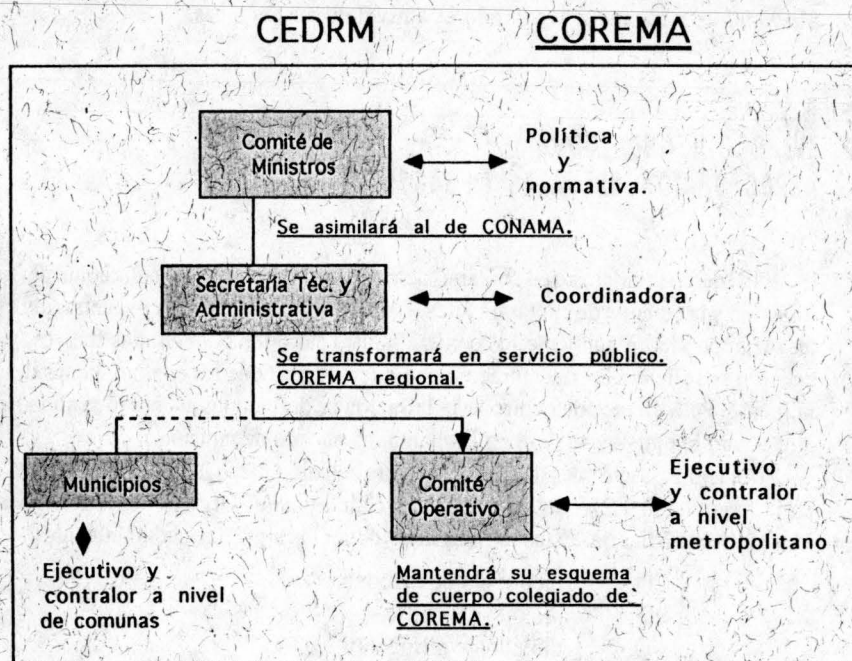 CEDRM COREMA
Comité de
Ministros
Política
y
normativa.
Se asimilará al de CONAMA.
Secretaría Téc. y
Administrativa
Coordinadora
Se transformará en servicio público.
COREMA regional.
Municipios
Comité
Operativo
Ejecutivo
y contralor
a nivel
metropolitano
Ejecutivo y
contralor a nivel
de comunas
Mantendrá su esquema
de cuerpo colegiado de
COREMA.